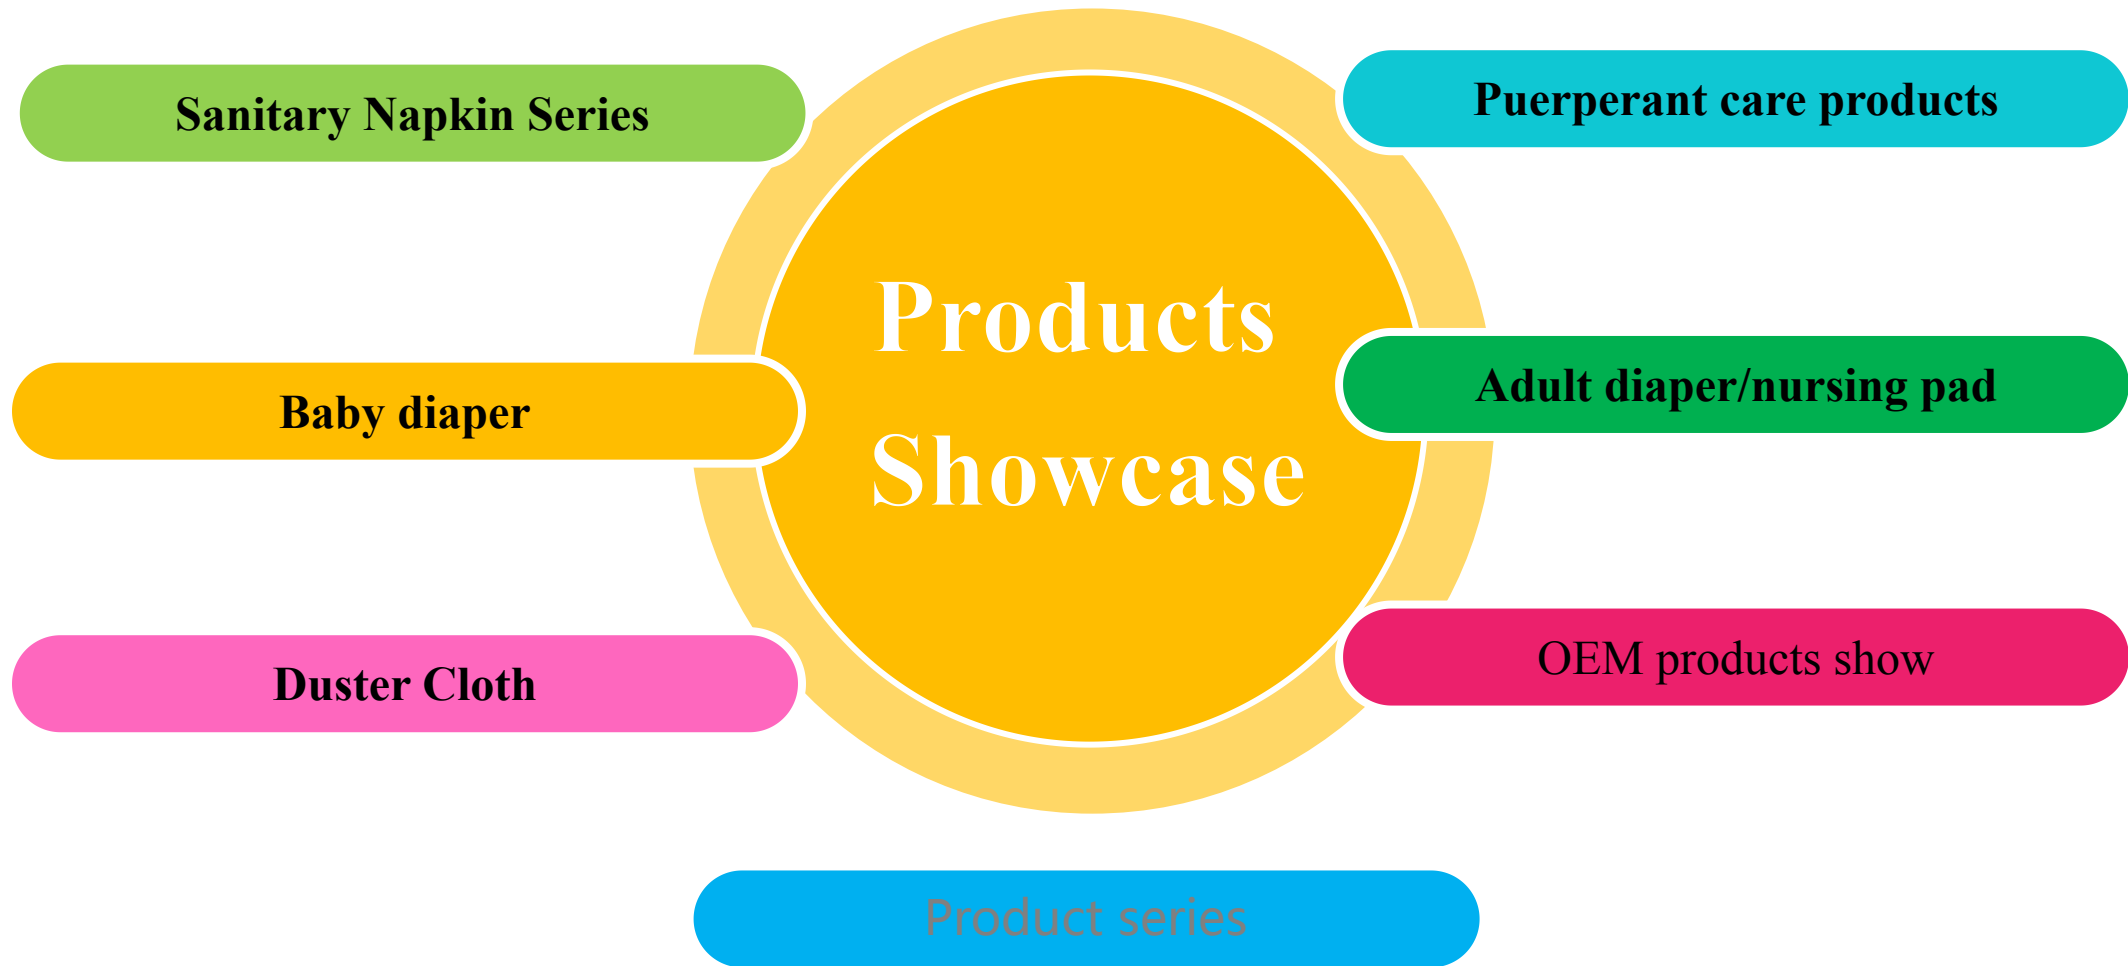 Sanitary Napkin Series
Baby diaper
Duster Cloth
Products
Showcase
Puerperant care products
Adult diaper/nursing pad
OEM products show
Product series